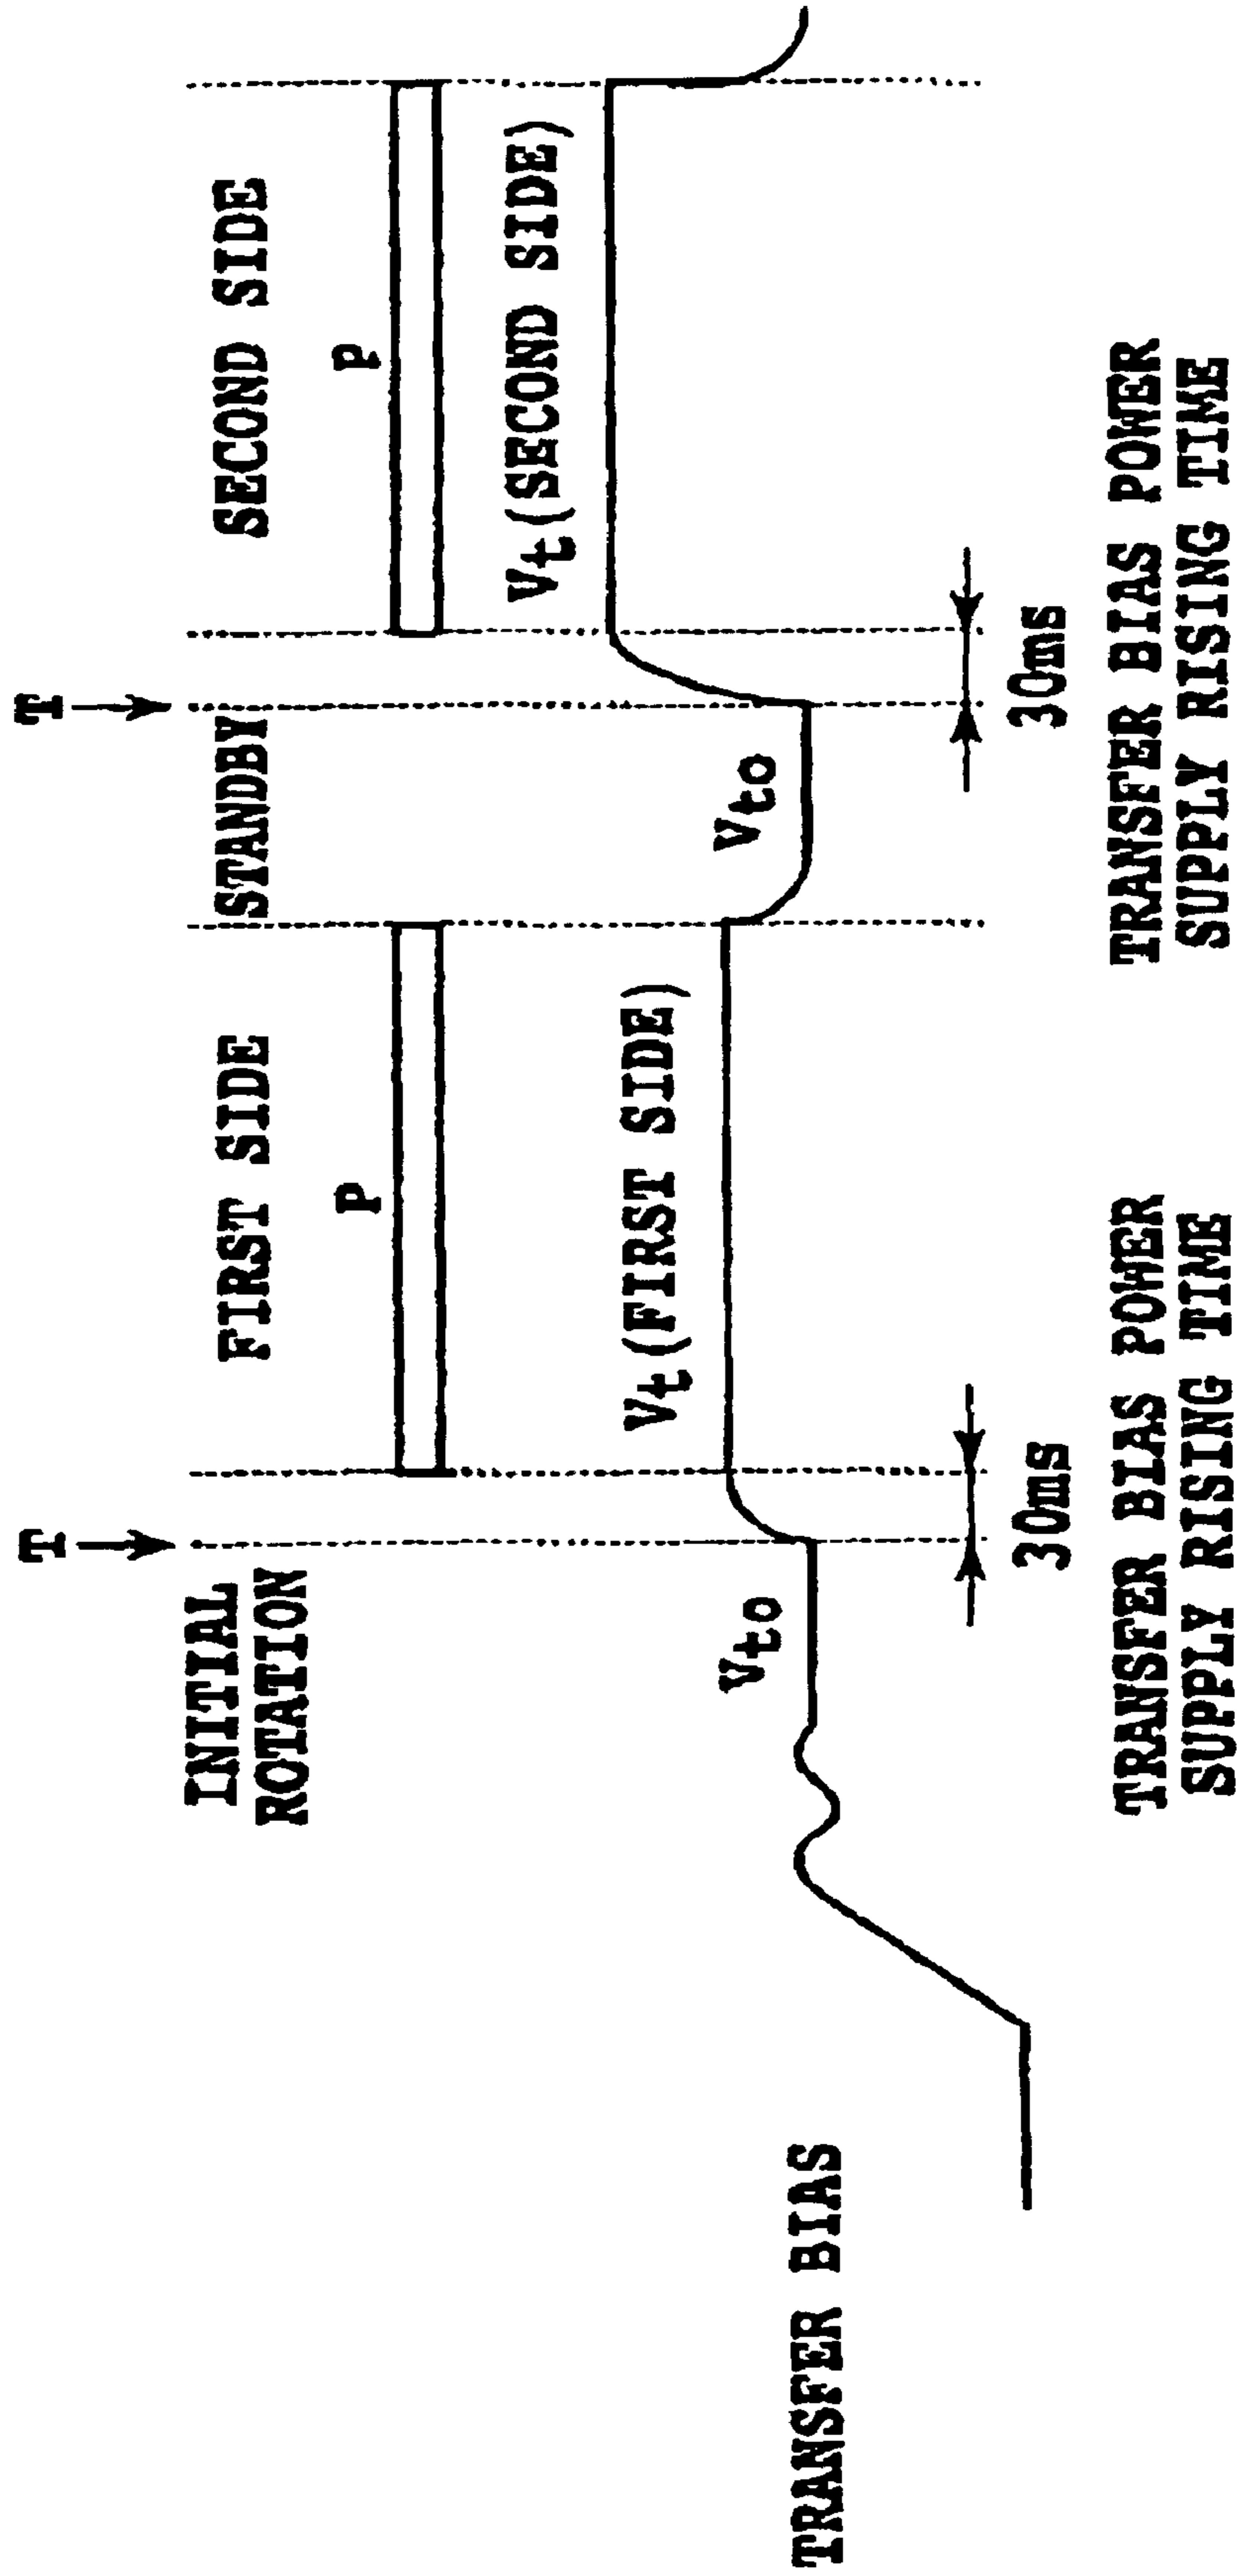 T
T
INITIAL
ROTATION
FIRST SIDE
STANDBY
SECOND SIDE
P
P
Vt(FIRST SIDE)
Vt(SECOND SIDE)
Vto
Vto
TRANSFER BIAS
30ms
30ms
TRANSFER BIAS POWER
SUPPLY RISING TIME
TRANSFER BIAS POWER
SUPPLY RISING TIME